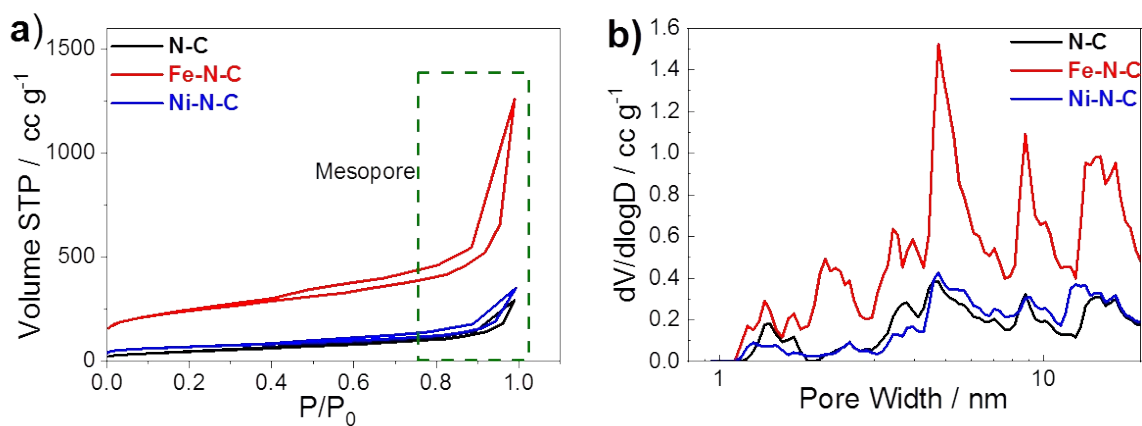 a)
N-C
Fe-N-C
Ni-N-C
Mesopore
Volume STP / cc g⁻¹
1500
1000
500
0
0.0 0.2 0.4 0.6 0.8 1.0
P/P₀
b)
N-C
Fe-N-C
Ni-N-C
dV/dlogD / cc g⁻¹
1.6
1.4
1.2
1.0
0.8
0.6
0.4
0.2
0.0
1 10
Pore Width / nm